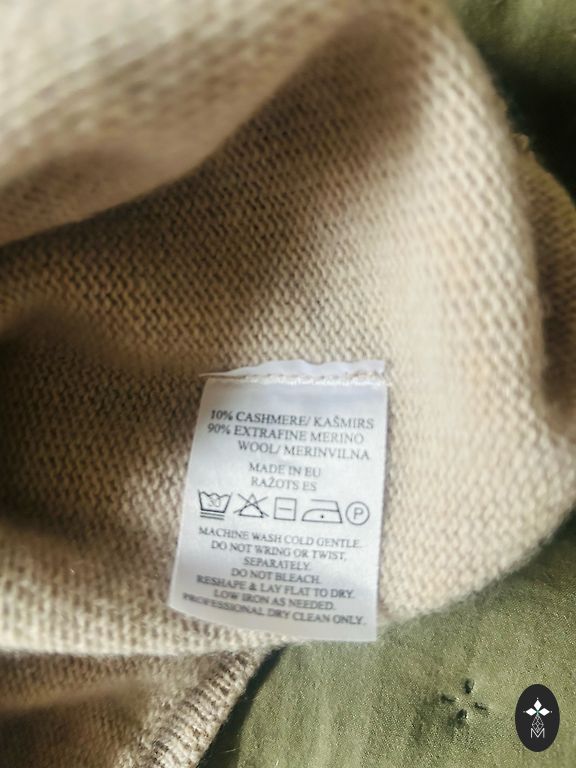 10% CASHMERE/ KAŠMIRS
90% EXTRAFINE MERINO
WOOL/ MERINVILNA
MADE IN EU
RAŽOTS ES
30 P
MACHINE WASH COLD GENTLE.
DO NOT WRING OR TWIST,
SEPARATELY.
DO NOT BLEACH.
RESHAPE & LAY FLAT TO DRY.
LOW IRON AS NEEDED.
PROFESSIONAL DRY CLEAN ONLY.
M